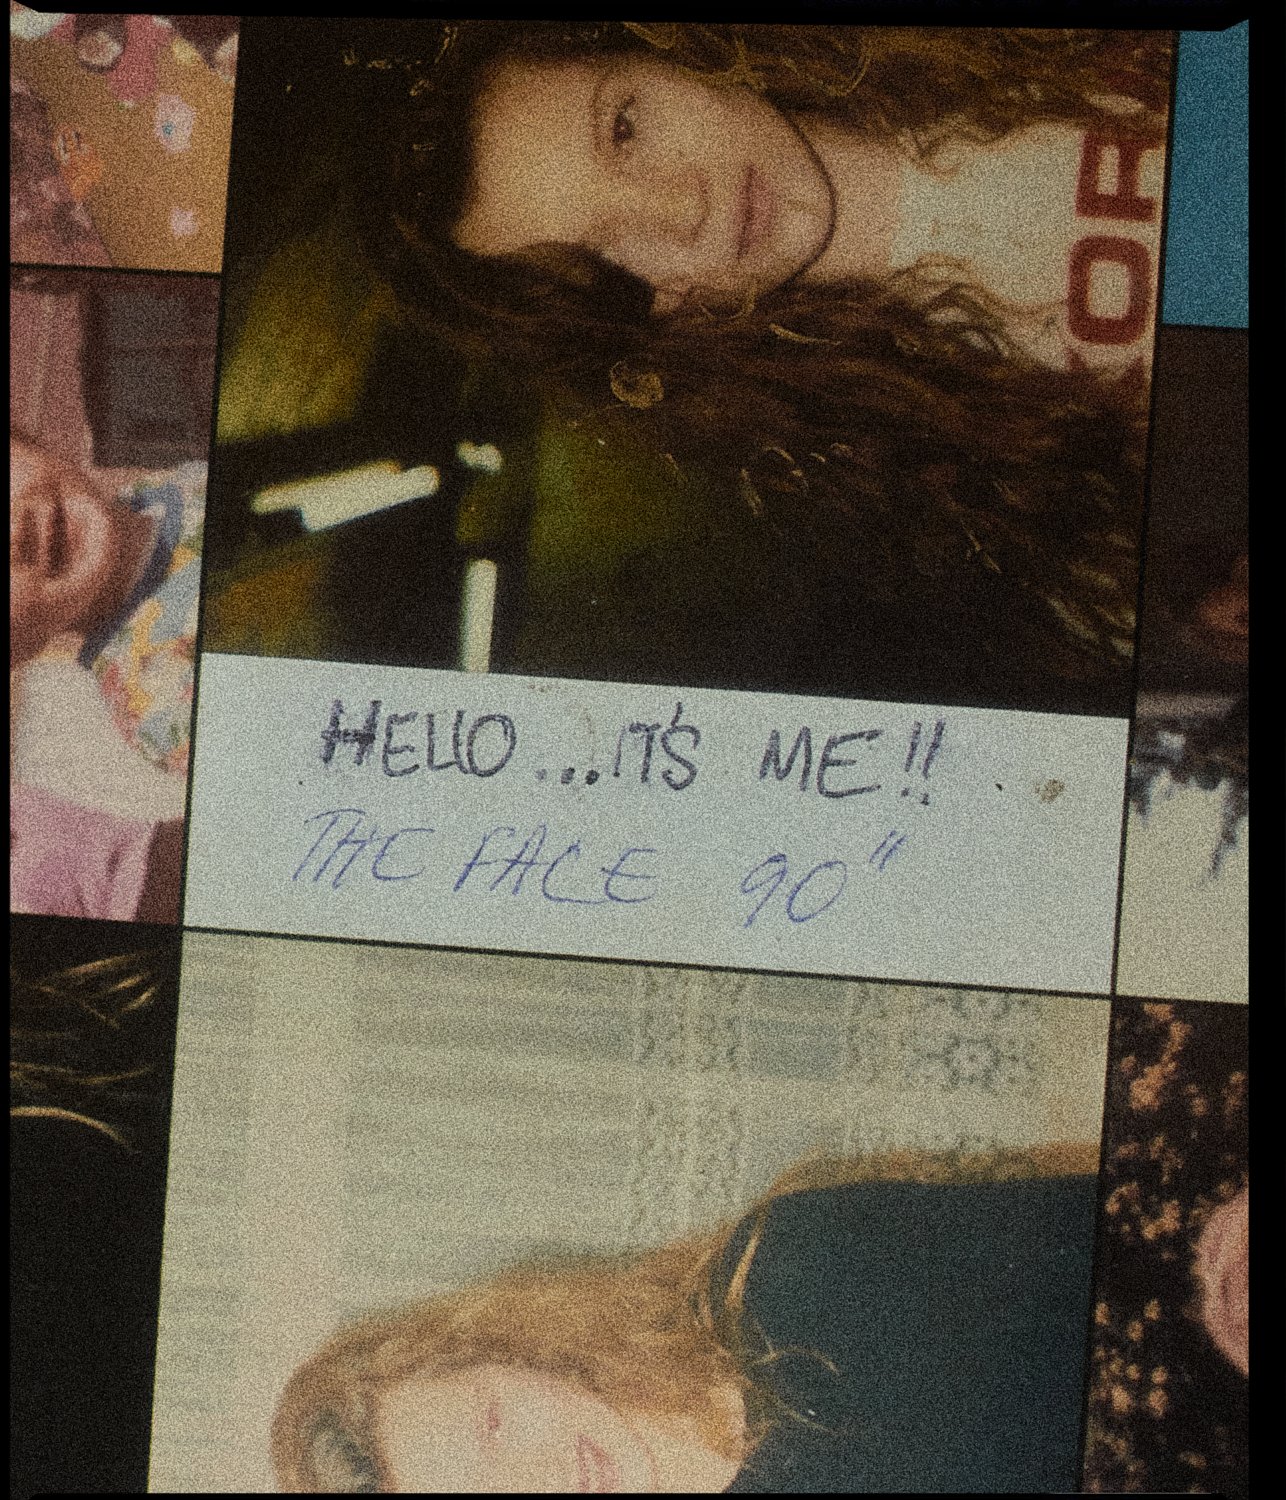 HELLO...IT'S ME!!
THE FACE 90"